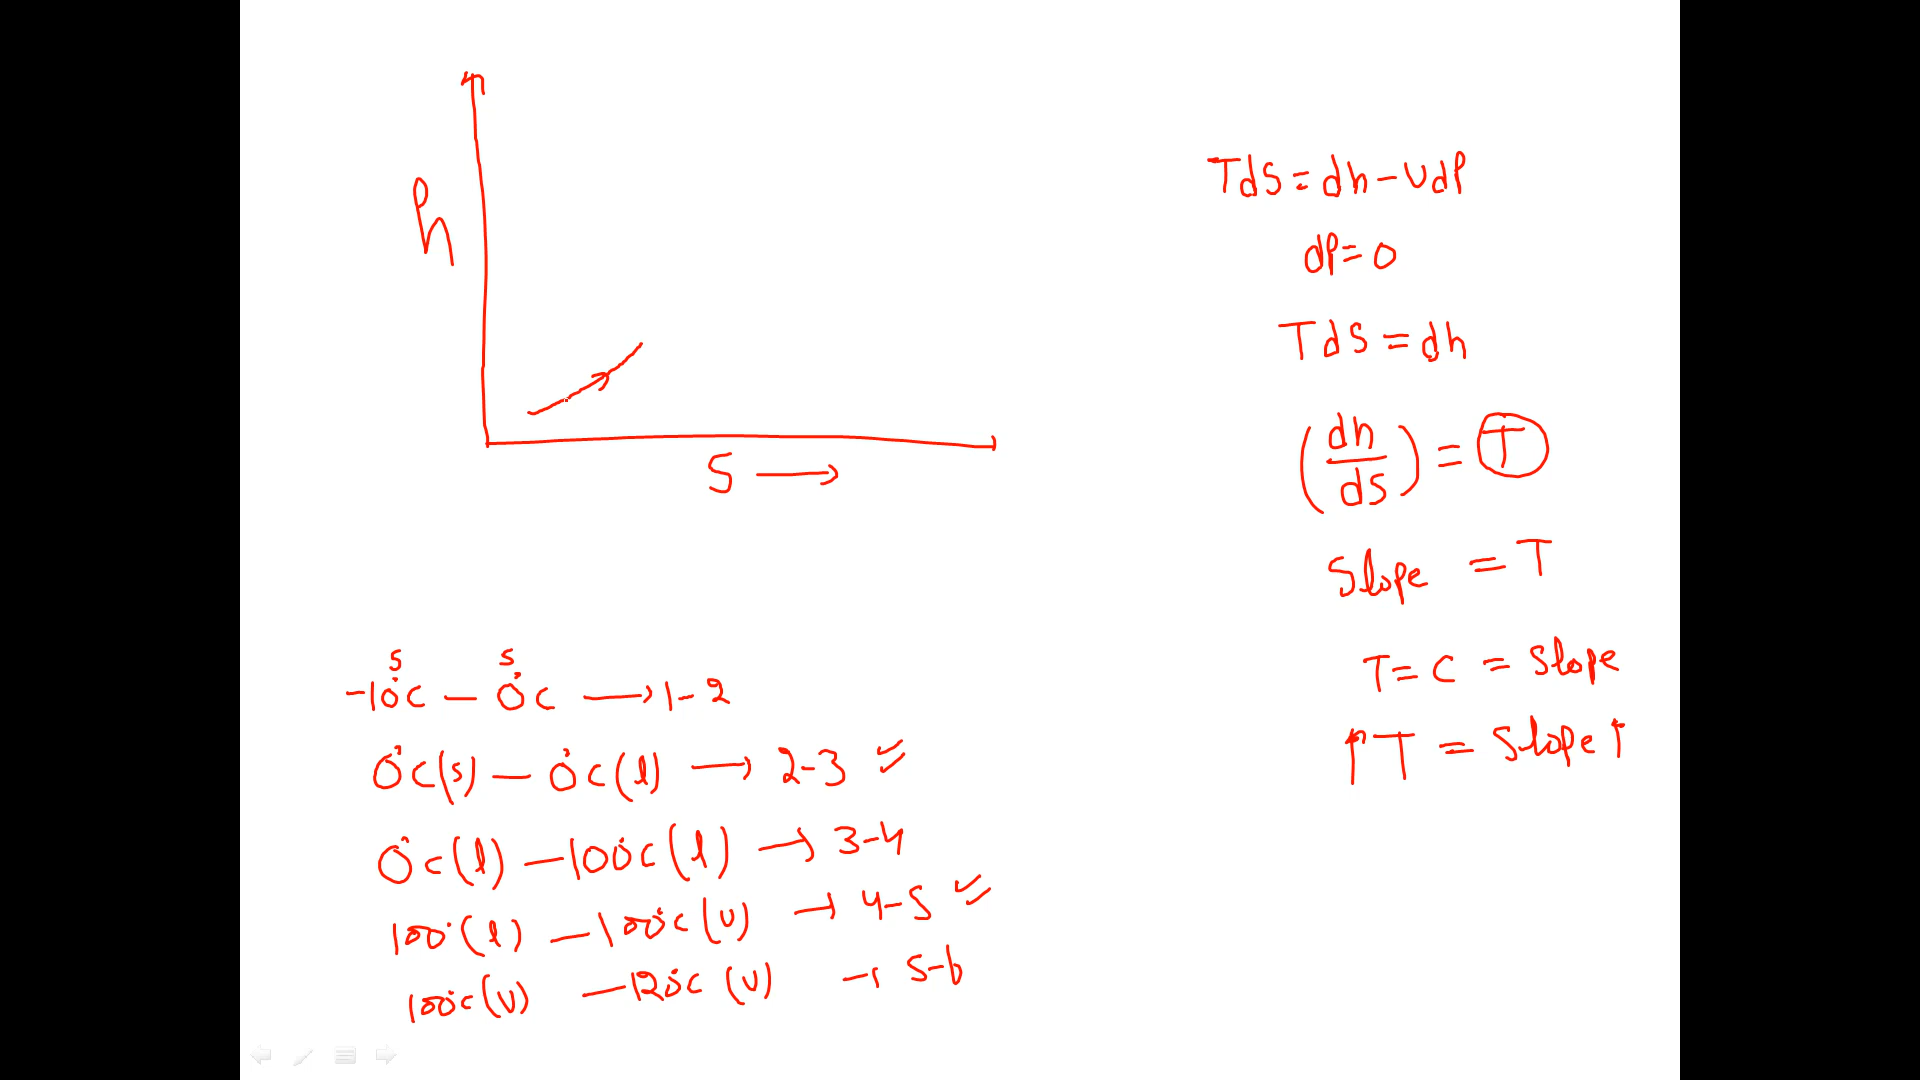 h
S →
TdS = dh - vdP
dP = 0
TdS = dh
(dh/ds) = T
Slope = T
T = C = Slope
↑T = Slope↑
S S
-10°C — 0°C → 1-2
0°C(s) — 0°C(l) → 2-3 ✓
0°C(l) — 100°C(l) → 3-4
100°(l) — 100°C(v) → 4-5 ✓
100°C(v) — 120°C(v) → 5-6